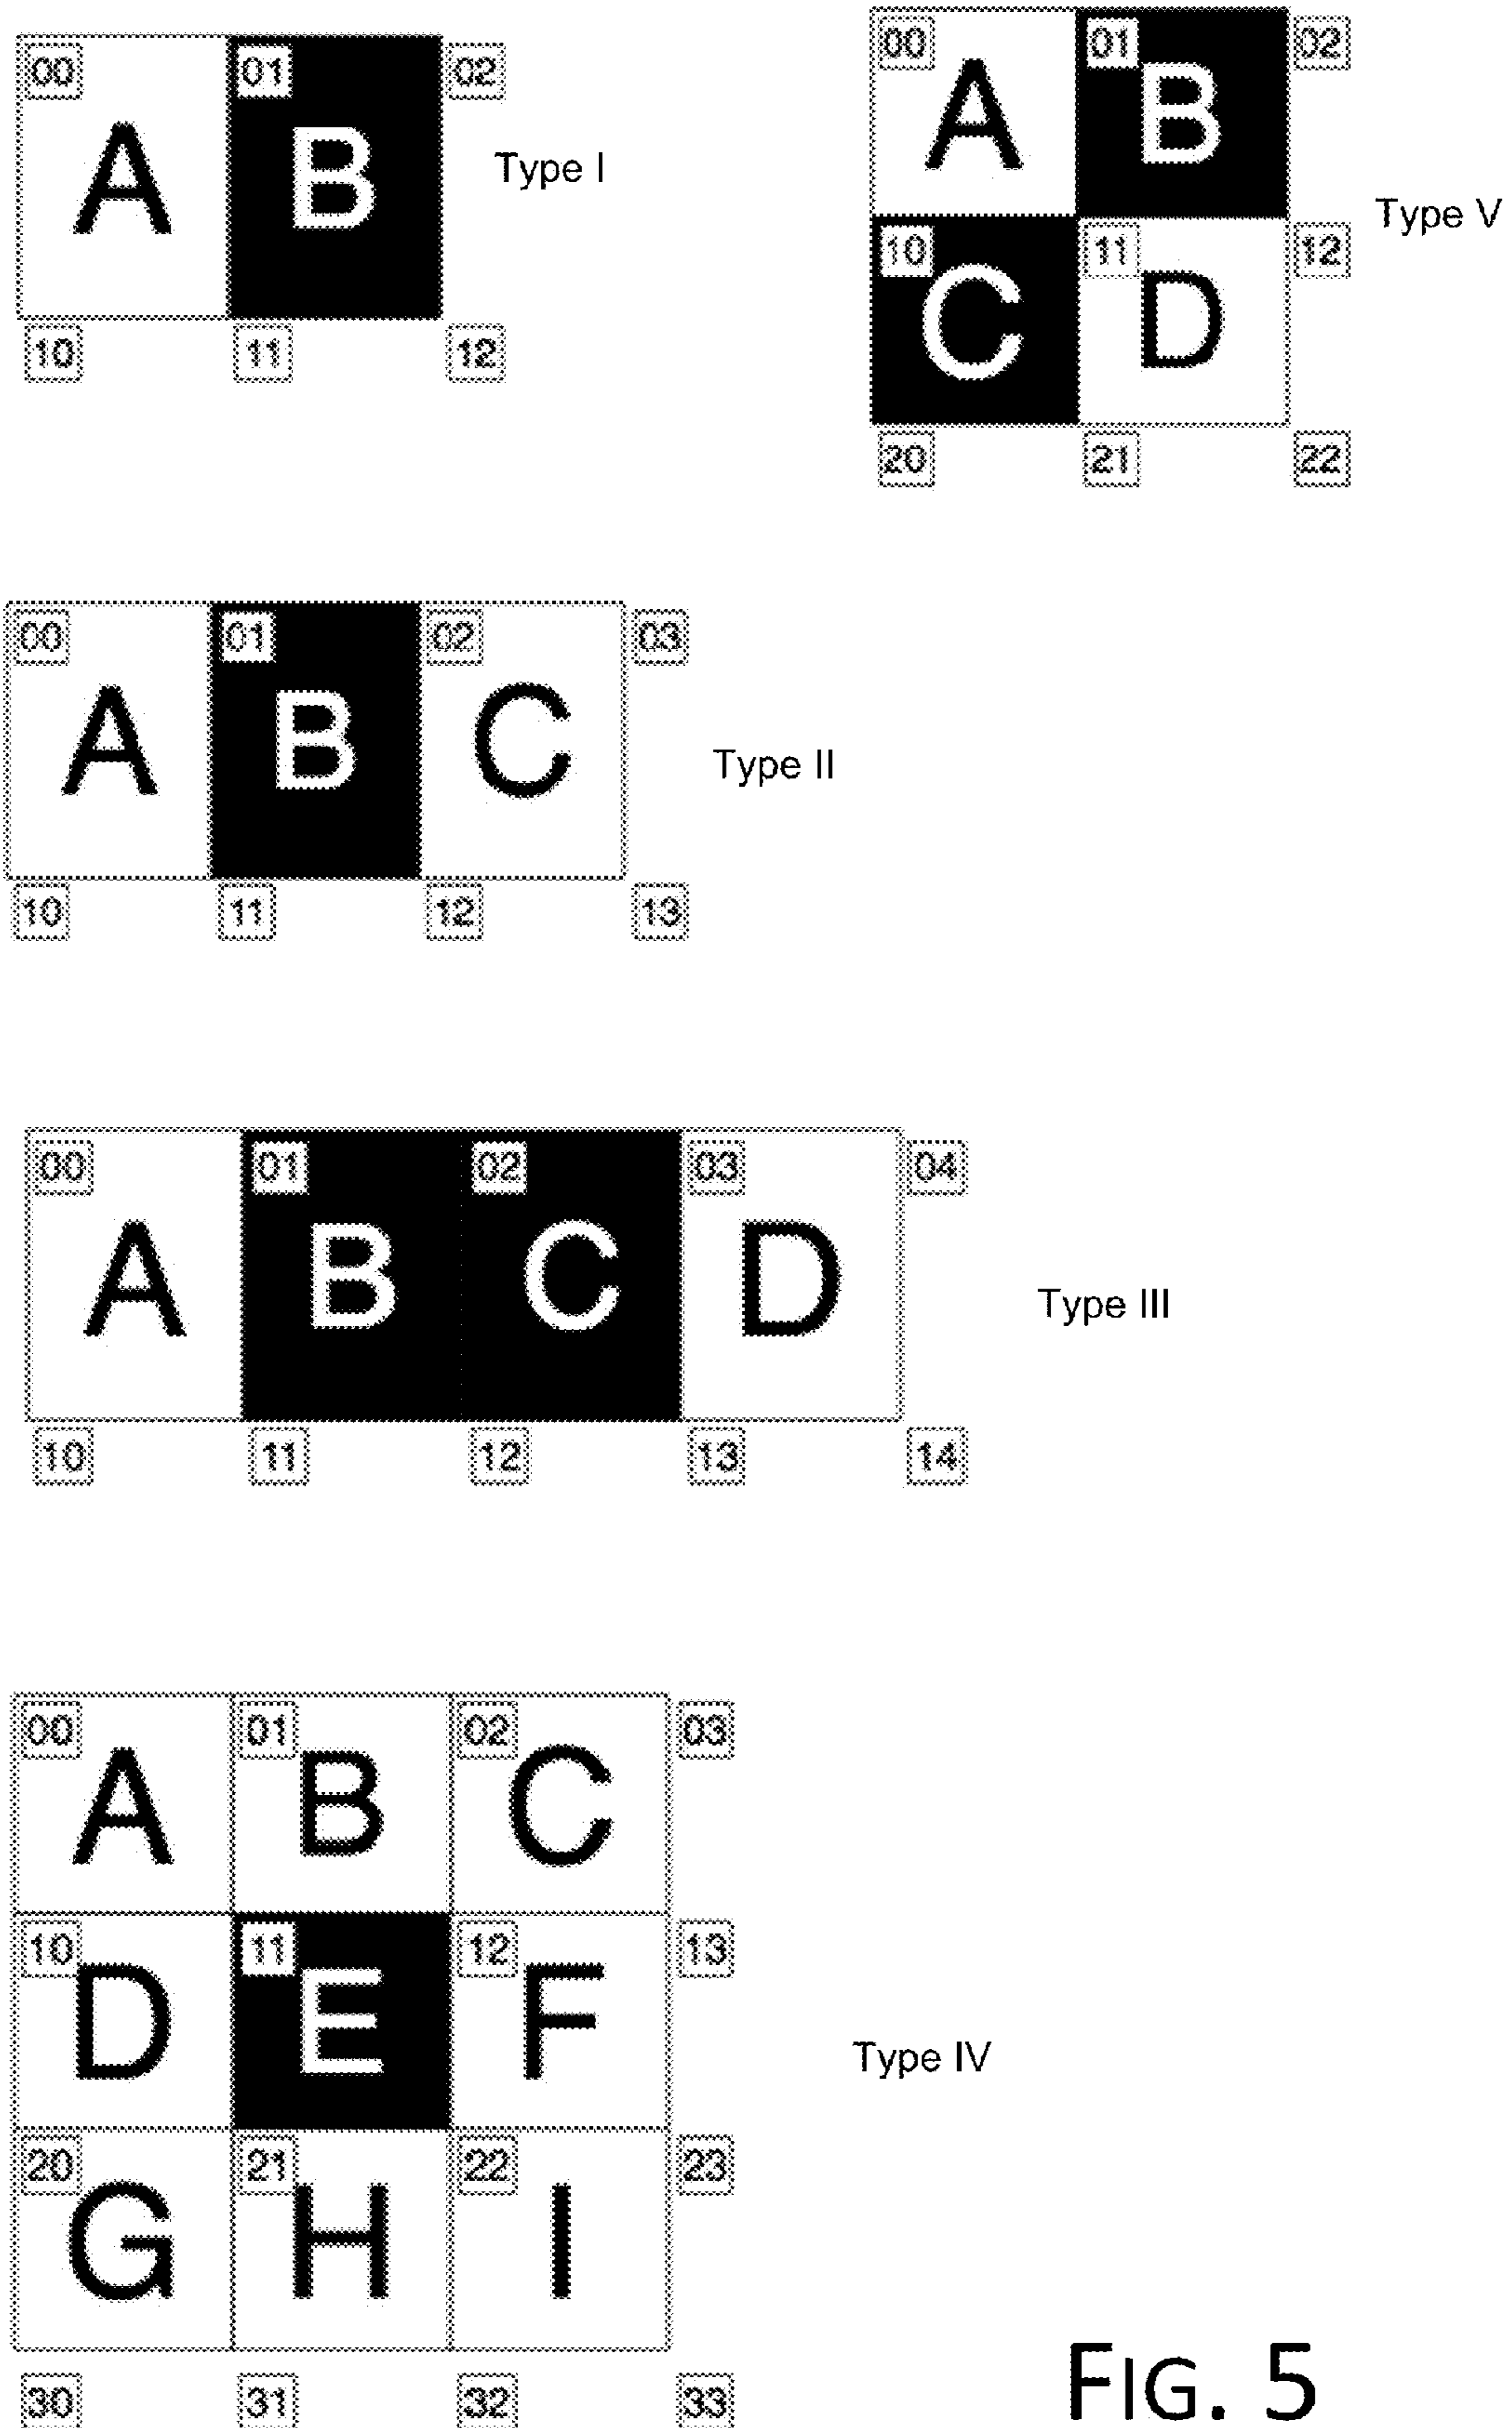 00 01 02
A B
Type I
10 11 12
00 01 02
A B
Type V
10 11 12
C D
20 21 22
00 01 02 03
A B C
Type II
10 11 12 13
00 01 02 03 04
A B C D
Type III
10 11 12 13 14
00 01 02 03
A B C
10 11 12 13
D E F
Type IV
20 21 22 23
G H I
30 31 32 33
FIG. 5